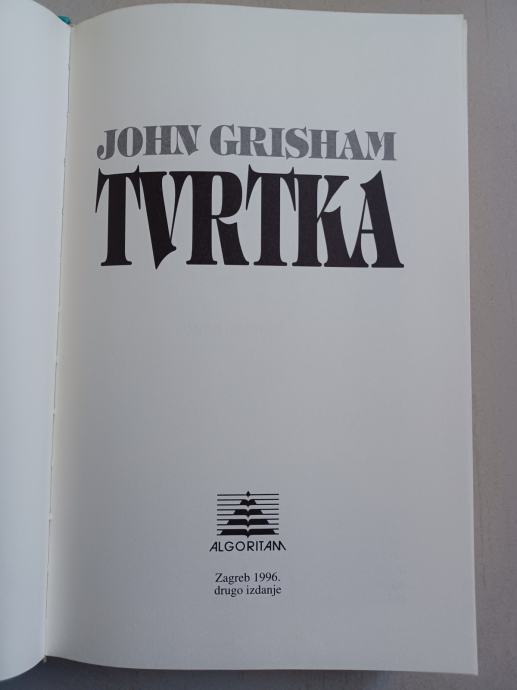 JOHN GRISHAM
TVRTKA
ALGORITAM
Zagreb 1996.
drugo izdanje